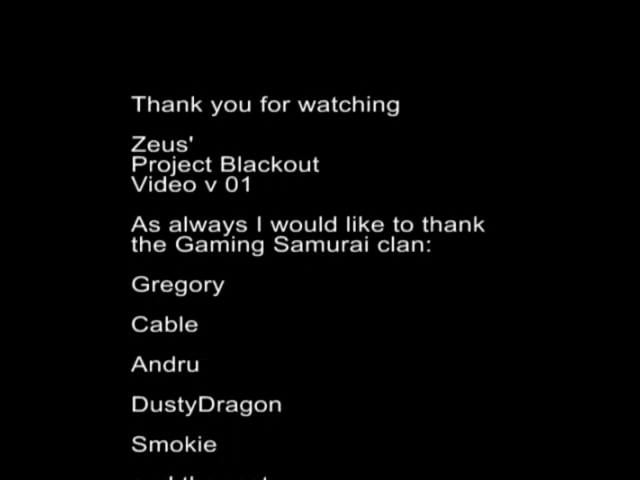 Thank you for watching
Zeus'
Project Blackout
Video v 01
As always I would like to thank
the Gaming Samurai clan:
Gregory
Cable
Andru
DustyDragon
Smokie